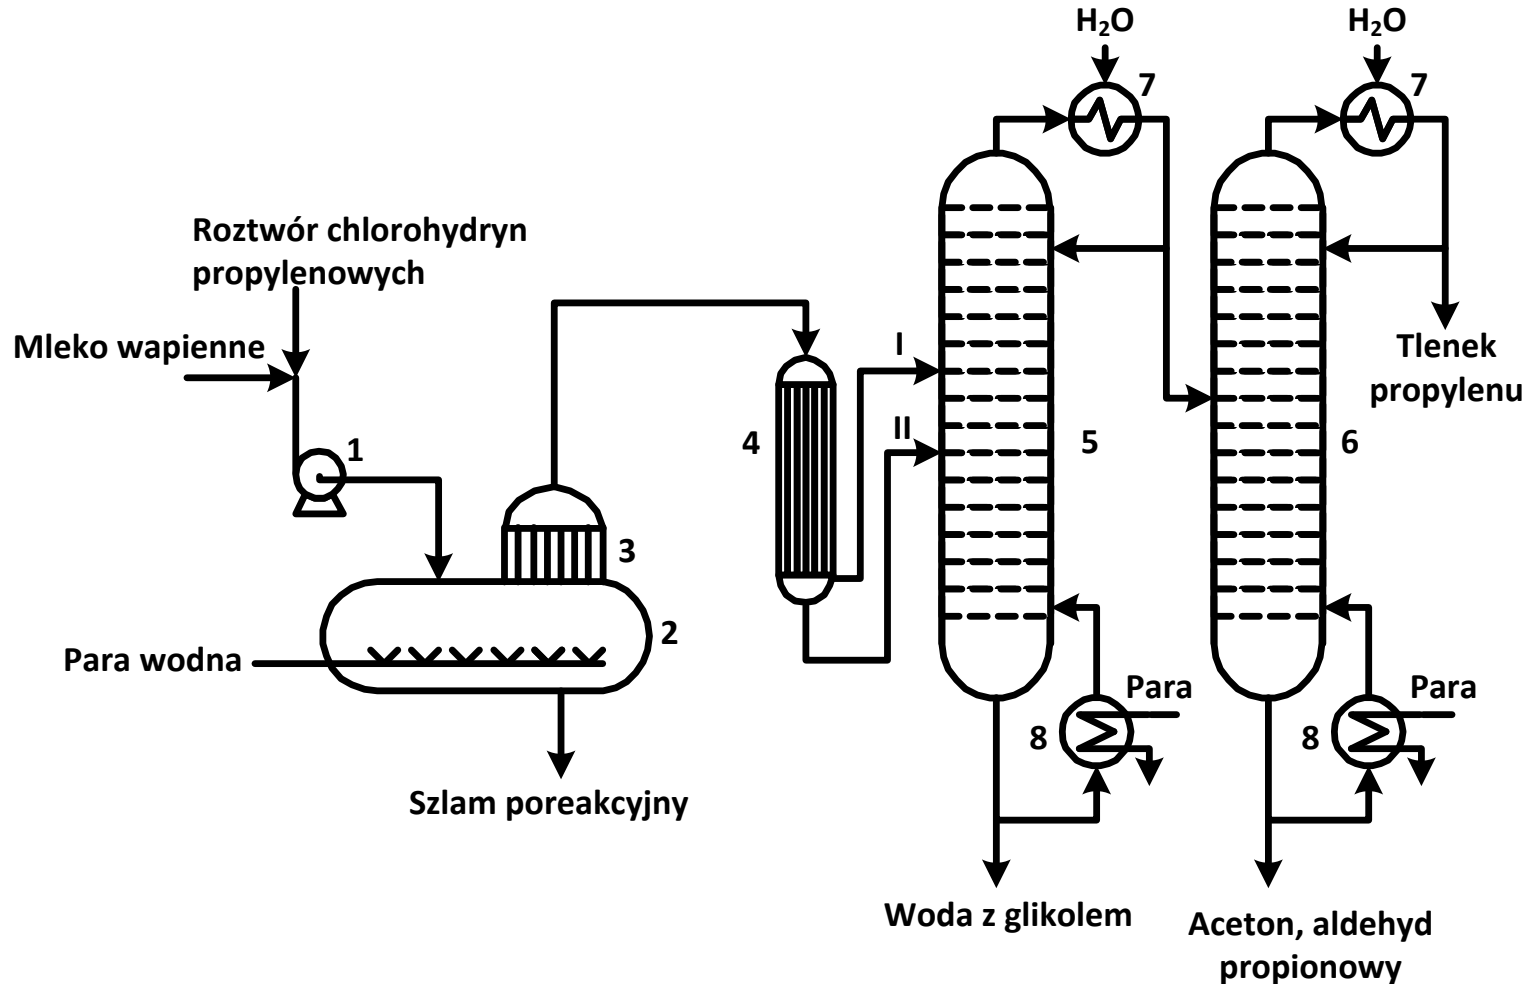 H₂O
H₂O
7
7
Roztwór chlorohydryn
propylenowych
Mleko wapienne
I
Tlenek
propylenu
II
4
5
6
1
3
2
Para wodna
Para
Para
8
8
Szlam poreakcyjny
Woda z glikolem
Aceton, aldehyd
propionowy